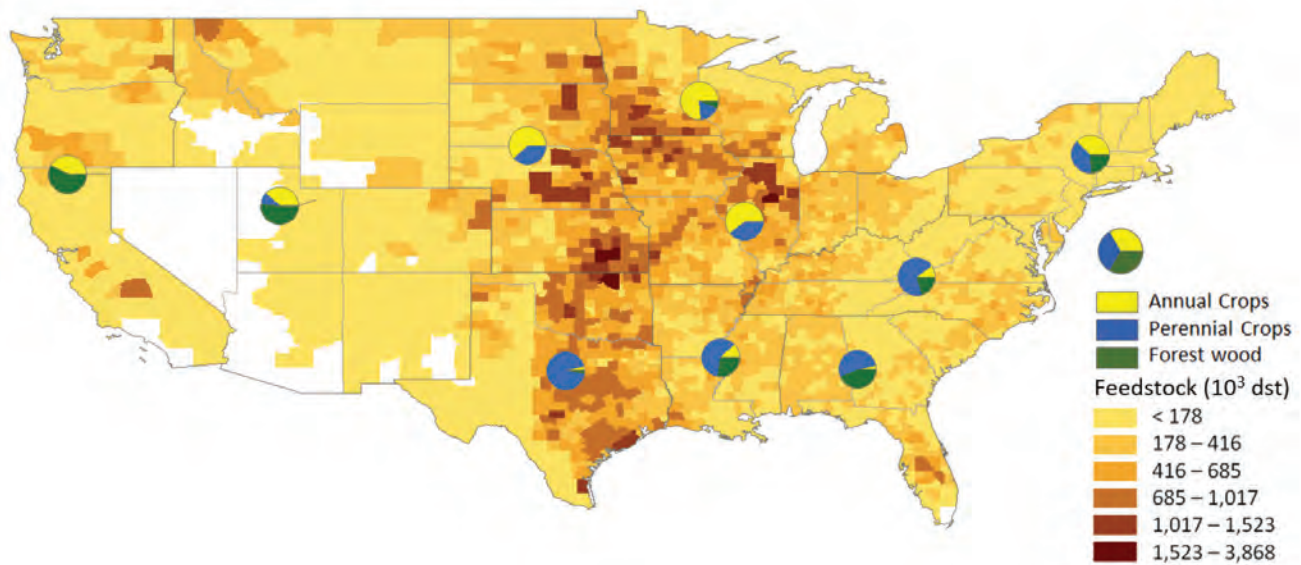 Annual Crops
Perennial Crops
Forest wood
Feedstock (10³ dst)
< 178
178 – 416
416 – 685
685 – 1,017
1,017 – 1,523
1,523 – 3,868